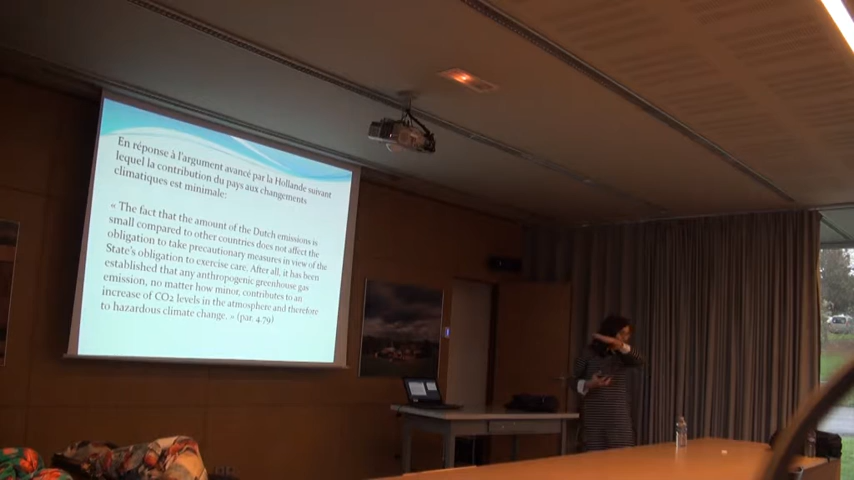 En réponse à l'argument avancé par la Hollande suivant
lequel la contribution du pays aux changements
climatiques est minimale:
« The fact that the amount of the Dutch emissions is
small compared to other countries does not affect the
obligation to take precautionary measures in view of the
State's obligation to exercise care. After all, it has been
established that any anthropogenic greenhouse gas
emission, no matter how minor, contributes to an
increase of CO2 levels in the atmosphere and therefore
to hazardous climate change. « (par. 4.79)